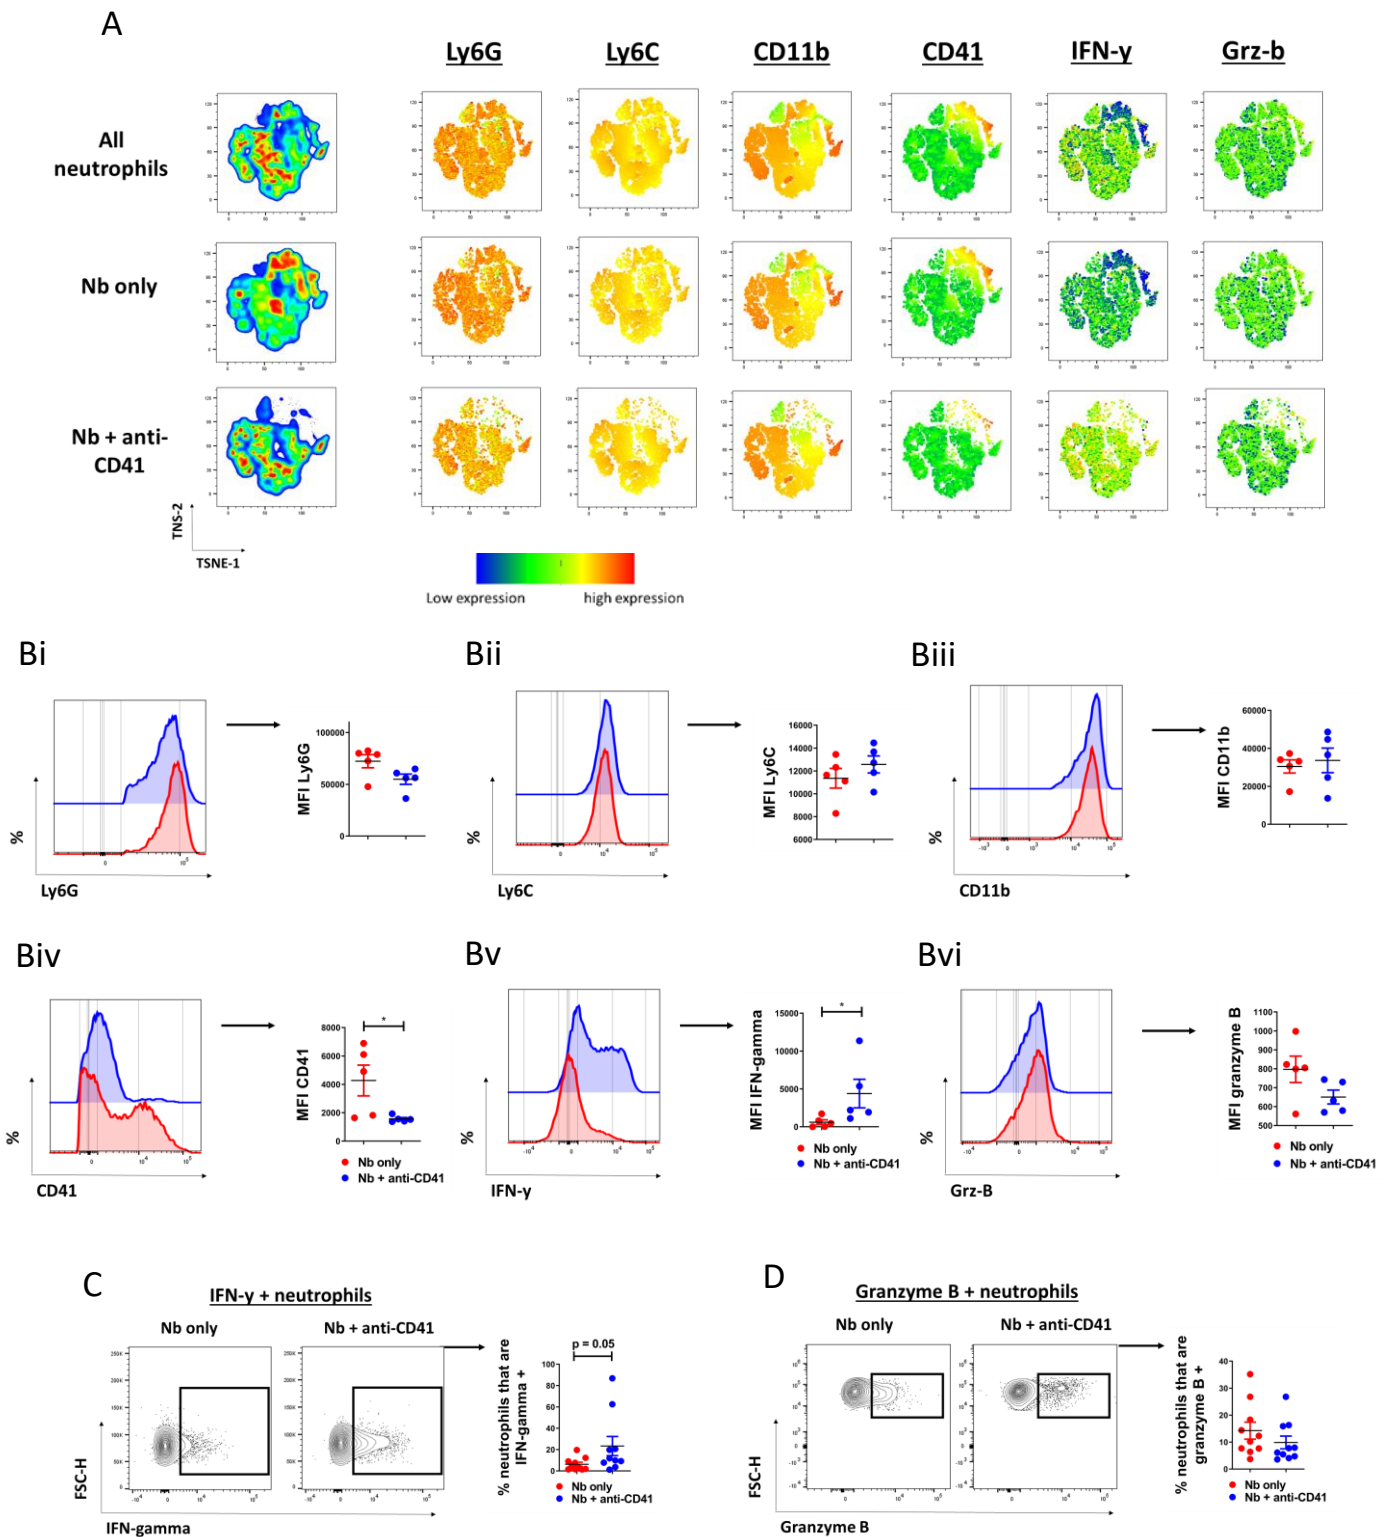 A
Ly6G Ly6C CD11b CD41 IFN-y Grz-b
All
neutrophils
Nb only
Nb + anti-
CD41
TNS-2
TSNE-1
Low expression high expression
Bi Bii Biii
100000
50000
0
MFI Ly6G
%
Ly6G
16000
14000
12000
10000
8000
6000
MFI Ly6C
Ly6C
60000
40000
20000
0
MFI CD11b
%
CD11b
Biv Bv Bvi
8000
6000
4000
2000
0
MFI CD41
*
%
CD41
Nb only
Nb + anti-CD41
15000
10000
5000
0
MFI IFN-gamma
*
%
IFN-y
Nb only
Nb + anti-CD41
1100
1000
900
800
700
600
500
MFI granzyme B
%
Grz-B
Nb only
Nb + anti-CD41
C
IFN-y + neutrophils
Nb only Nb + anti-CD41
250K
200K
150K
100K
50K
0
FSC-H
IFN-gamma
p = 0.05
% neutrophils that are
IFN-gamma +
100
80
60
40
20
0
Nb only
Nb + anti-CD41
D
Granzyme B + neutrophils
Nb only Nb + anti-CD41
FSC-H
Granzyme B
% neutrophils that are
granzyme B +
40
30
20
10
0
Nb only
Nb + anti-CD41